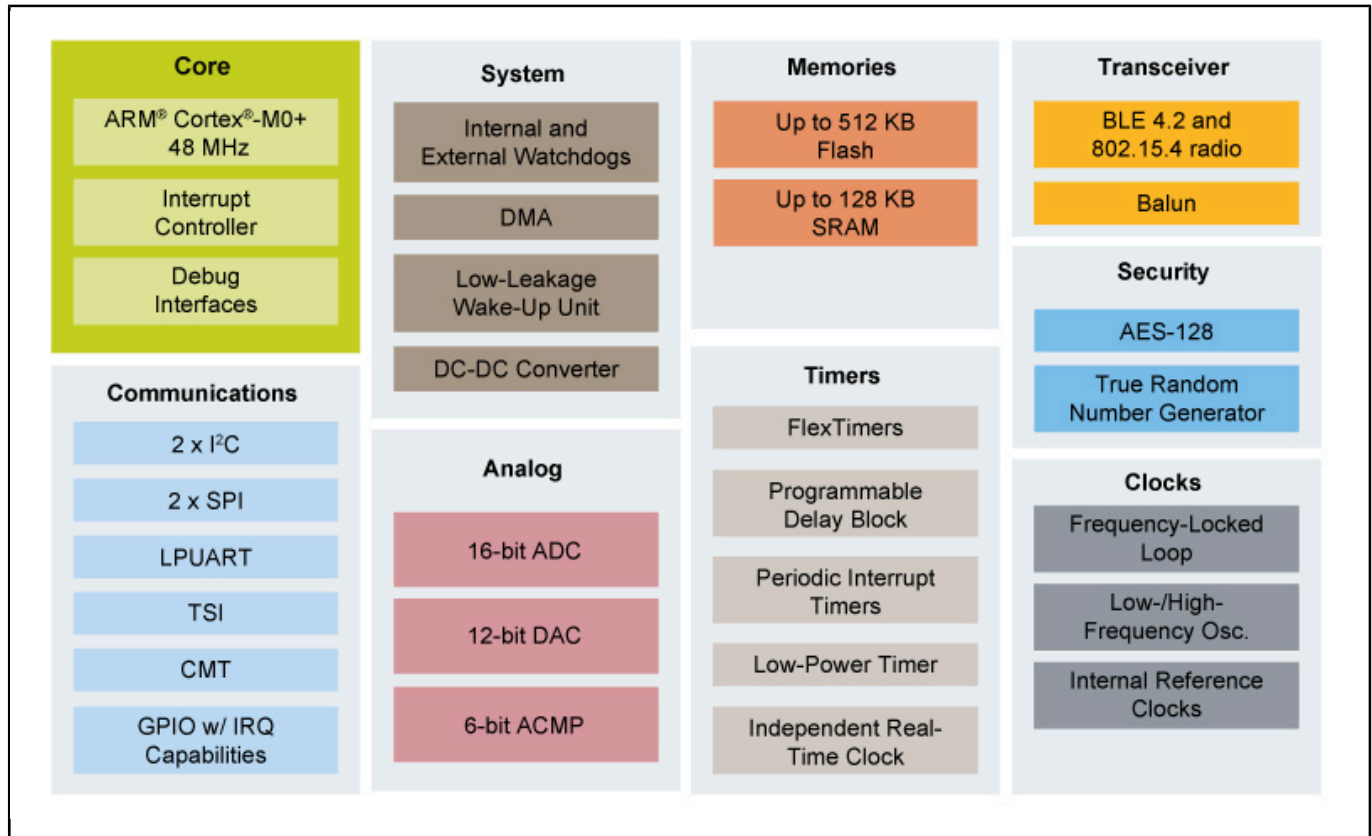 Core
ARM® Cortex®-M0+
48 MHz
Interrupt
Controller
Debug
Interfaces
Communications
2 x I²C
2 x SPI
LPUART
TSI
CMT
GPIO w/ IRQ
Capabilities
System
Internal and
External Watchdogs
DMA
Low-Leakage
Wake-Up Unit
DC-DC Converter
Analog
16-bit ADC
12-bit DAC
6-bit ACMP
Memories
Up to 512 KB
Flash
Up to 128 KB
SRAM
Timers
FlexTimers
Programmable
Delay Block
Periodic Interrupt
Timers
Low-Power Timer
Independent Real-
Time Clock
Transceiver
BLE 4.2 and
802.15.4 radio
Balun
Security
AES-128
True Random
Number Generator
Clocks
Frequency-Locked
Loop
Low-/High-
Frequency Osc.
Internal Reference
Clocks